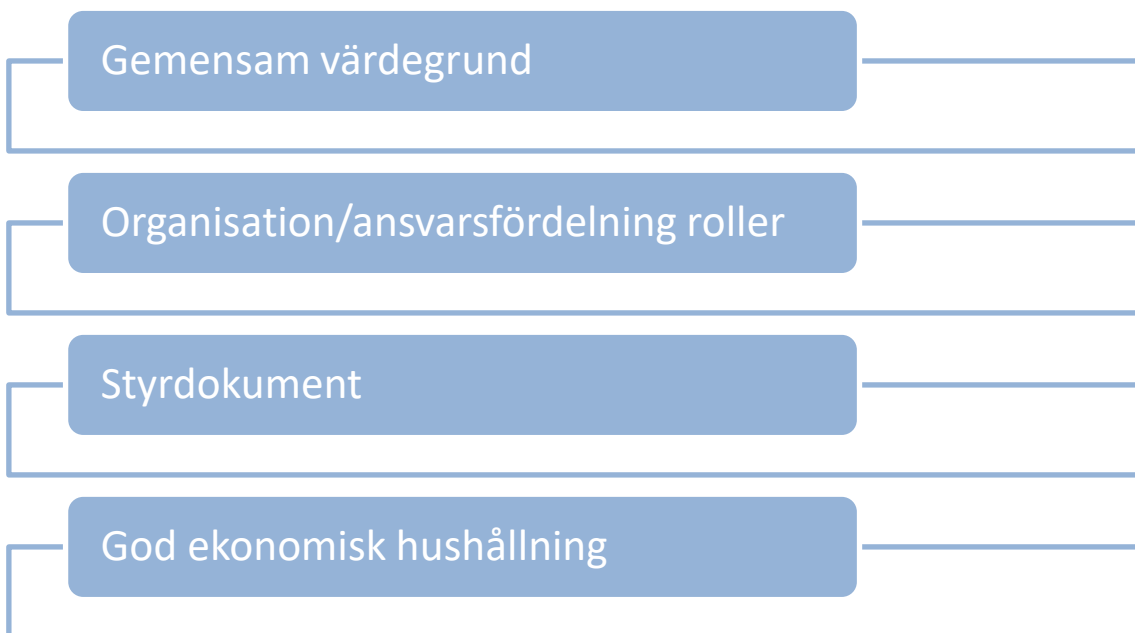 Gemensam värdegrund
Organisation/ansvarsfördelning roller
Styrdokument
God ekonomisk hushållning